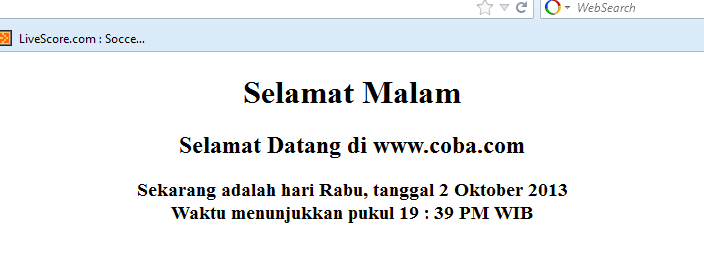 WebSearch
LiveScore.com : Socce...
Selamat Malam
Selamat Datang di www.coba.com
Sekarang adalah hari Rabu, tanggal 2 Oktober 2013
Waktu menunjukkan pukul 19 : 39 PM WIB